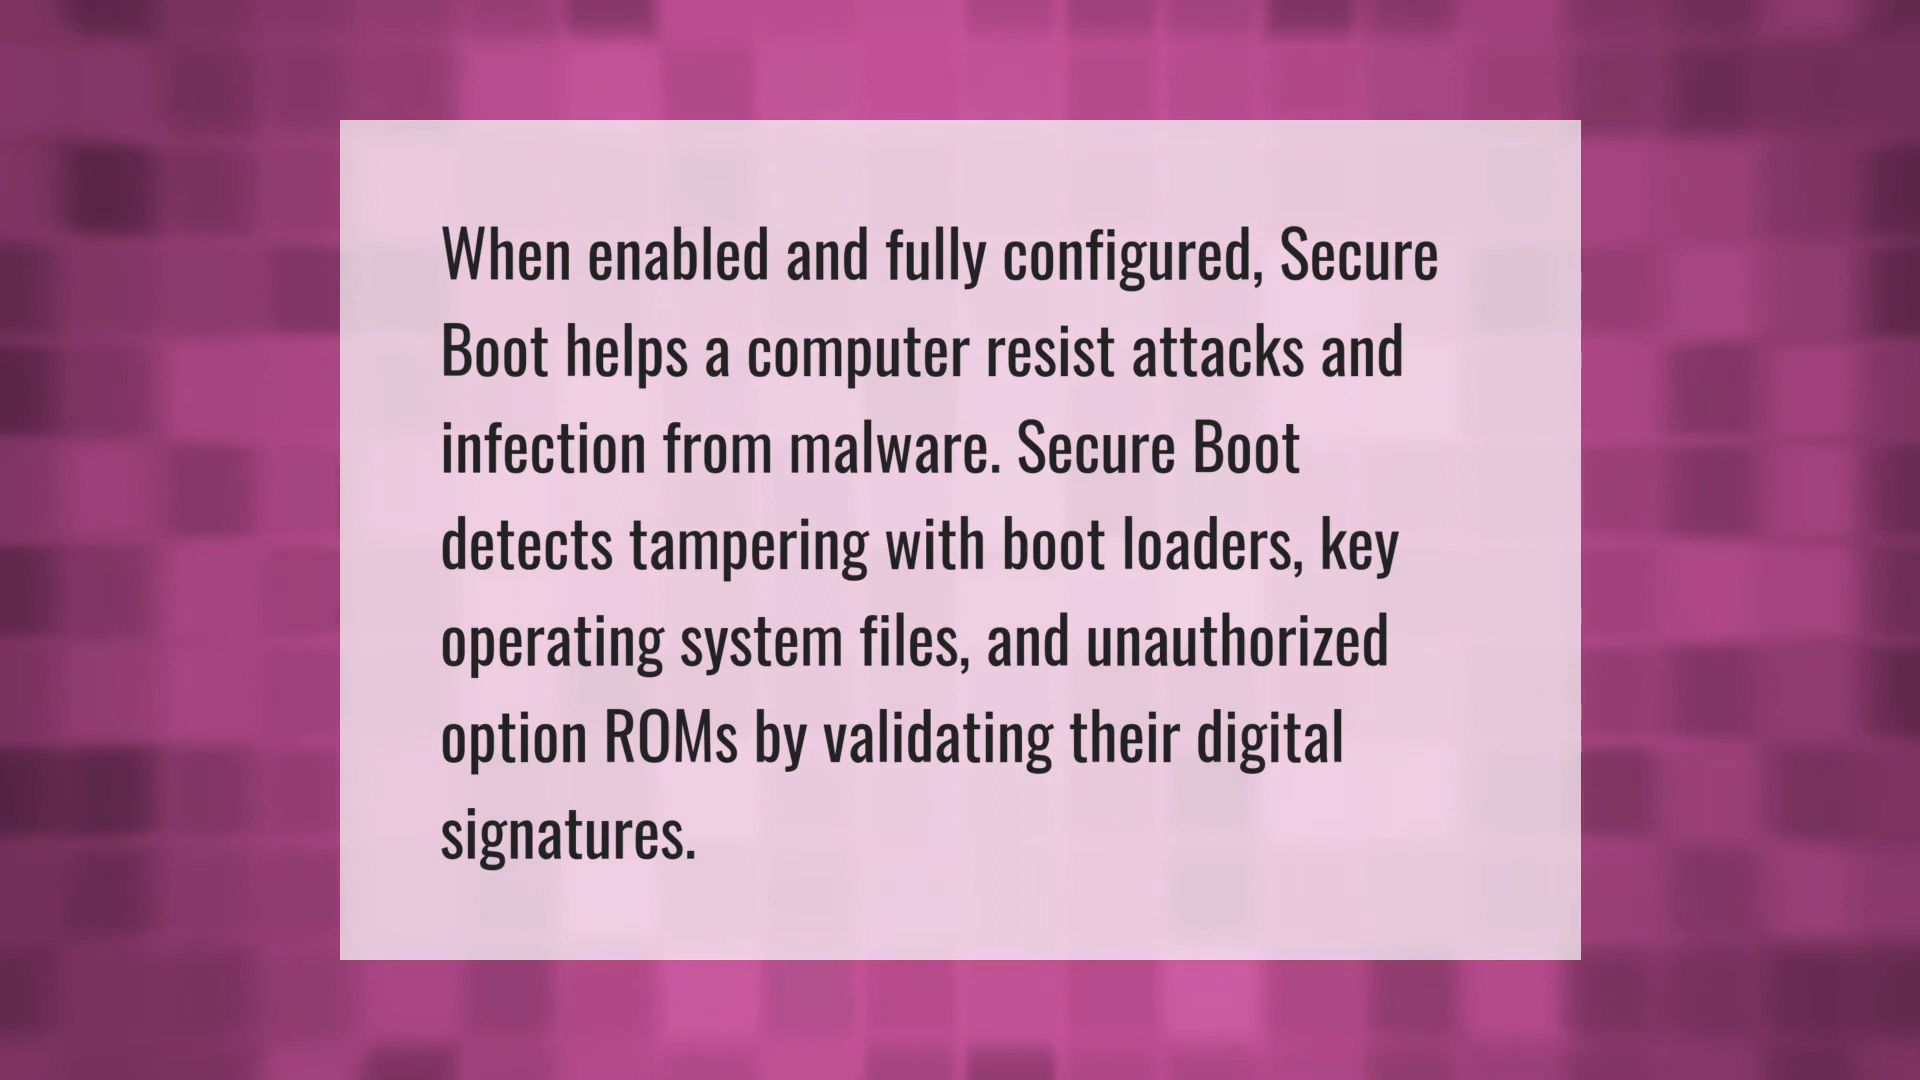 When enabled and fully configured, Secure
Boot helps a computer resist attacks and
infection from malware. Secure Boot
detects tampering with boot loaders, key
operating system files, and unauthorized
option ROMs by validating their digital
signatures.